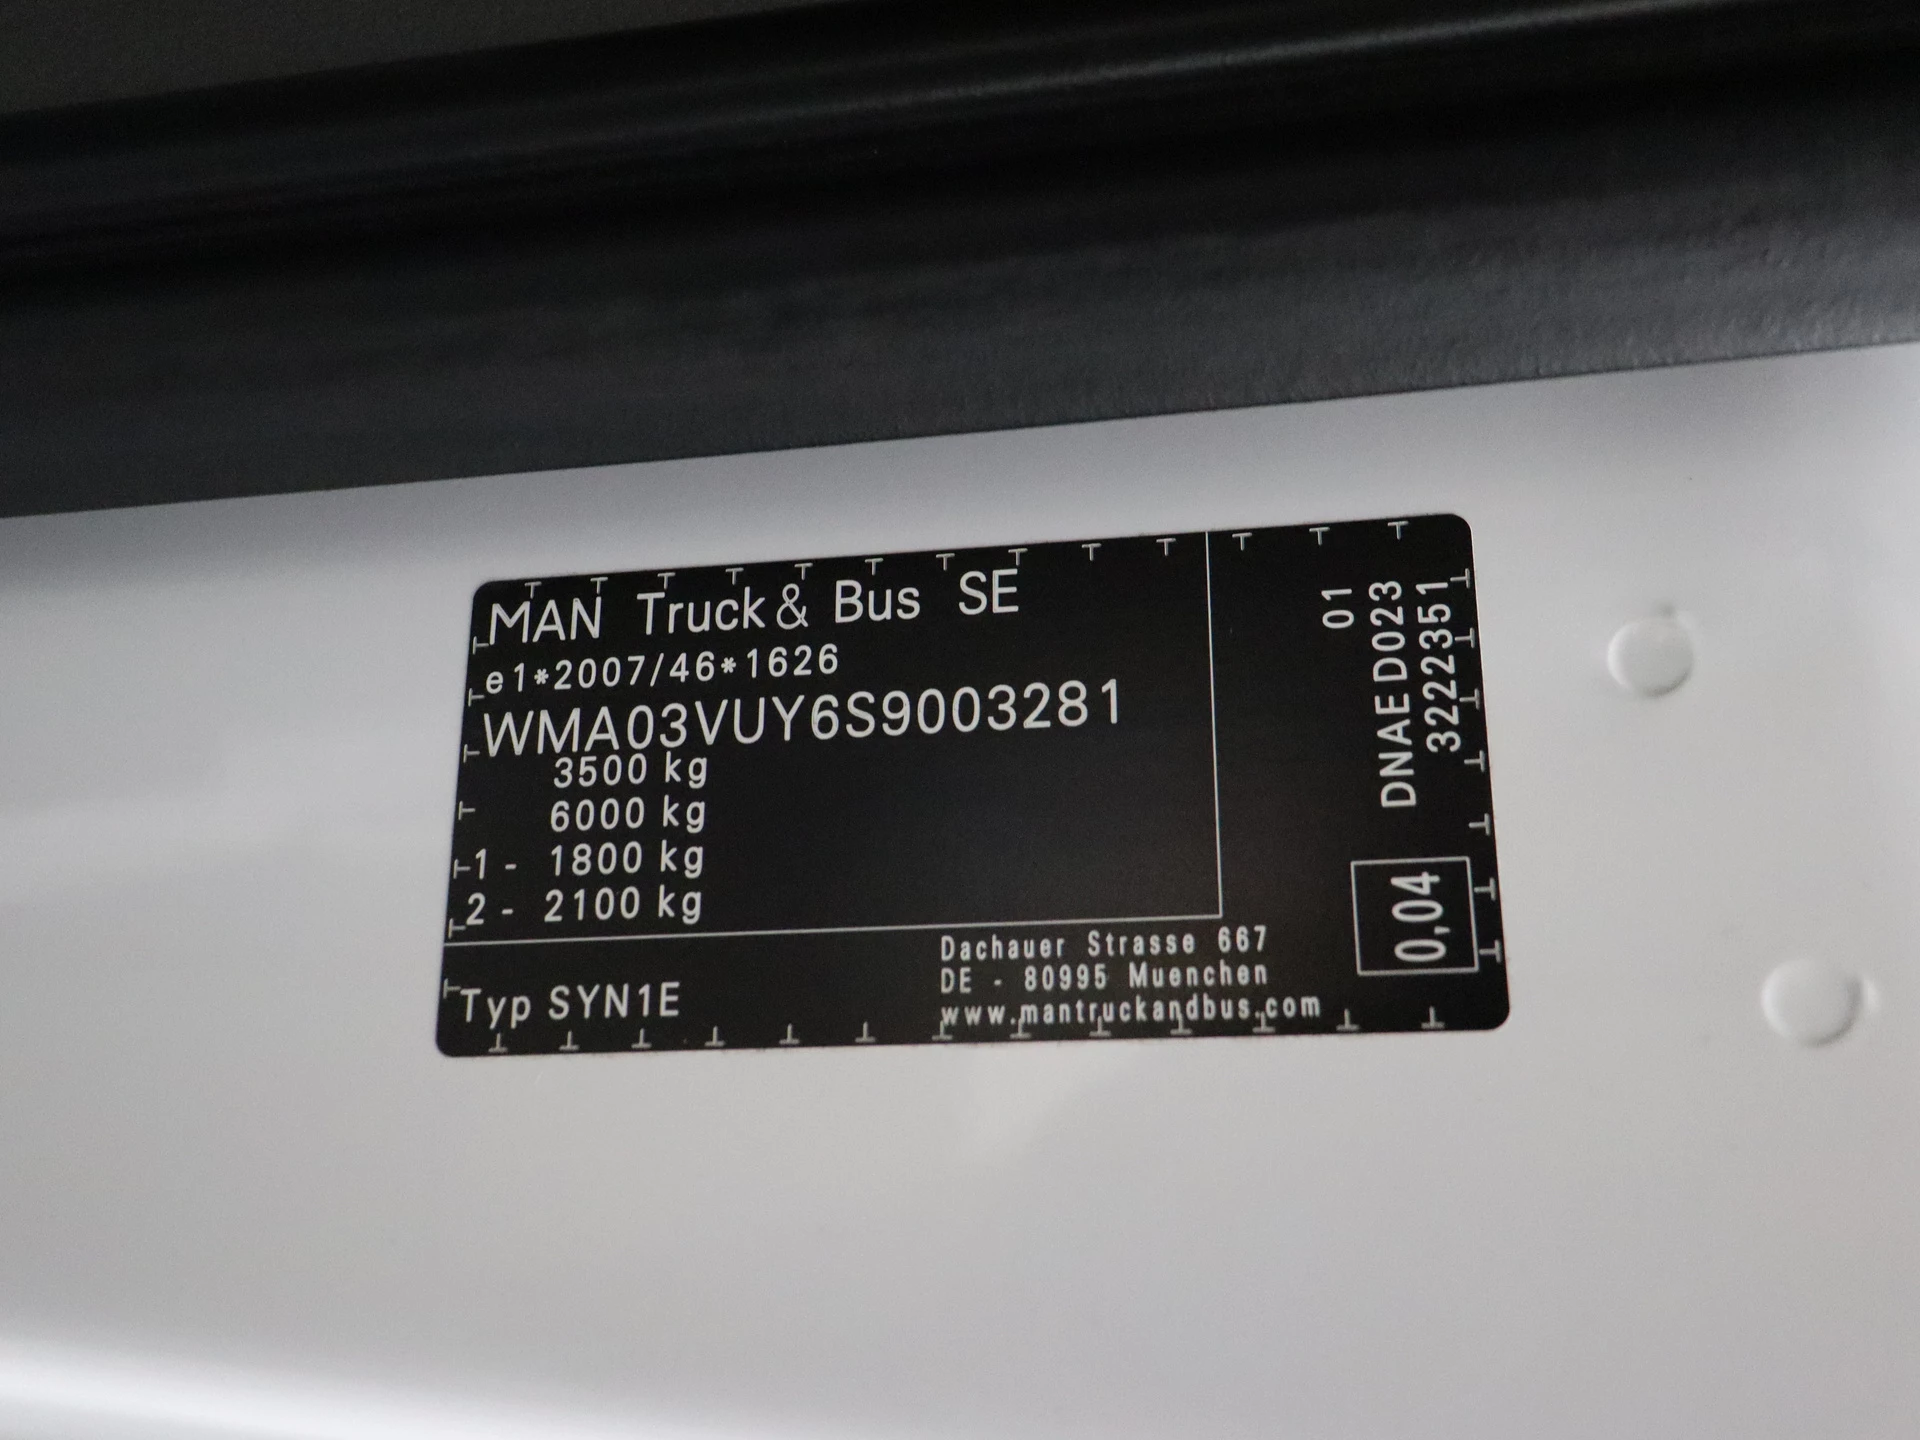 MAN Truck & Bus SE
e1*2007/46*1626
WMA03VUY6S9003281
3500 kg
6000 kg
1 - 1800 kg
2 - 2100 kg
Typ SYN1E
Dachauer Strasse 667
DE - 80995 Muenchen
www.mantruckandbus.com
01
DNAED023
3222351
0,04